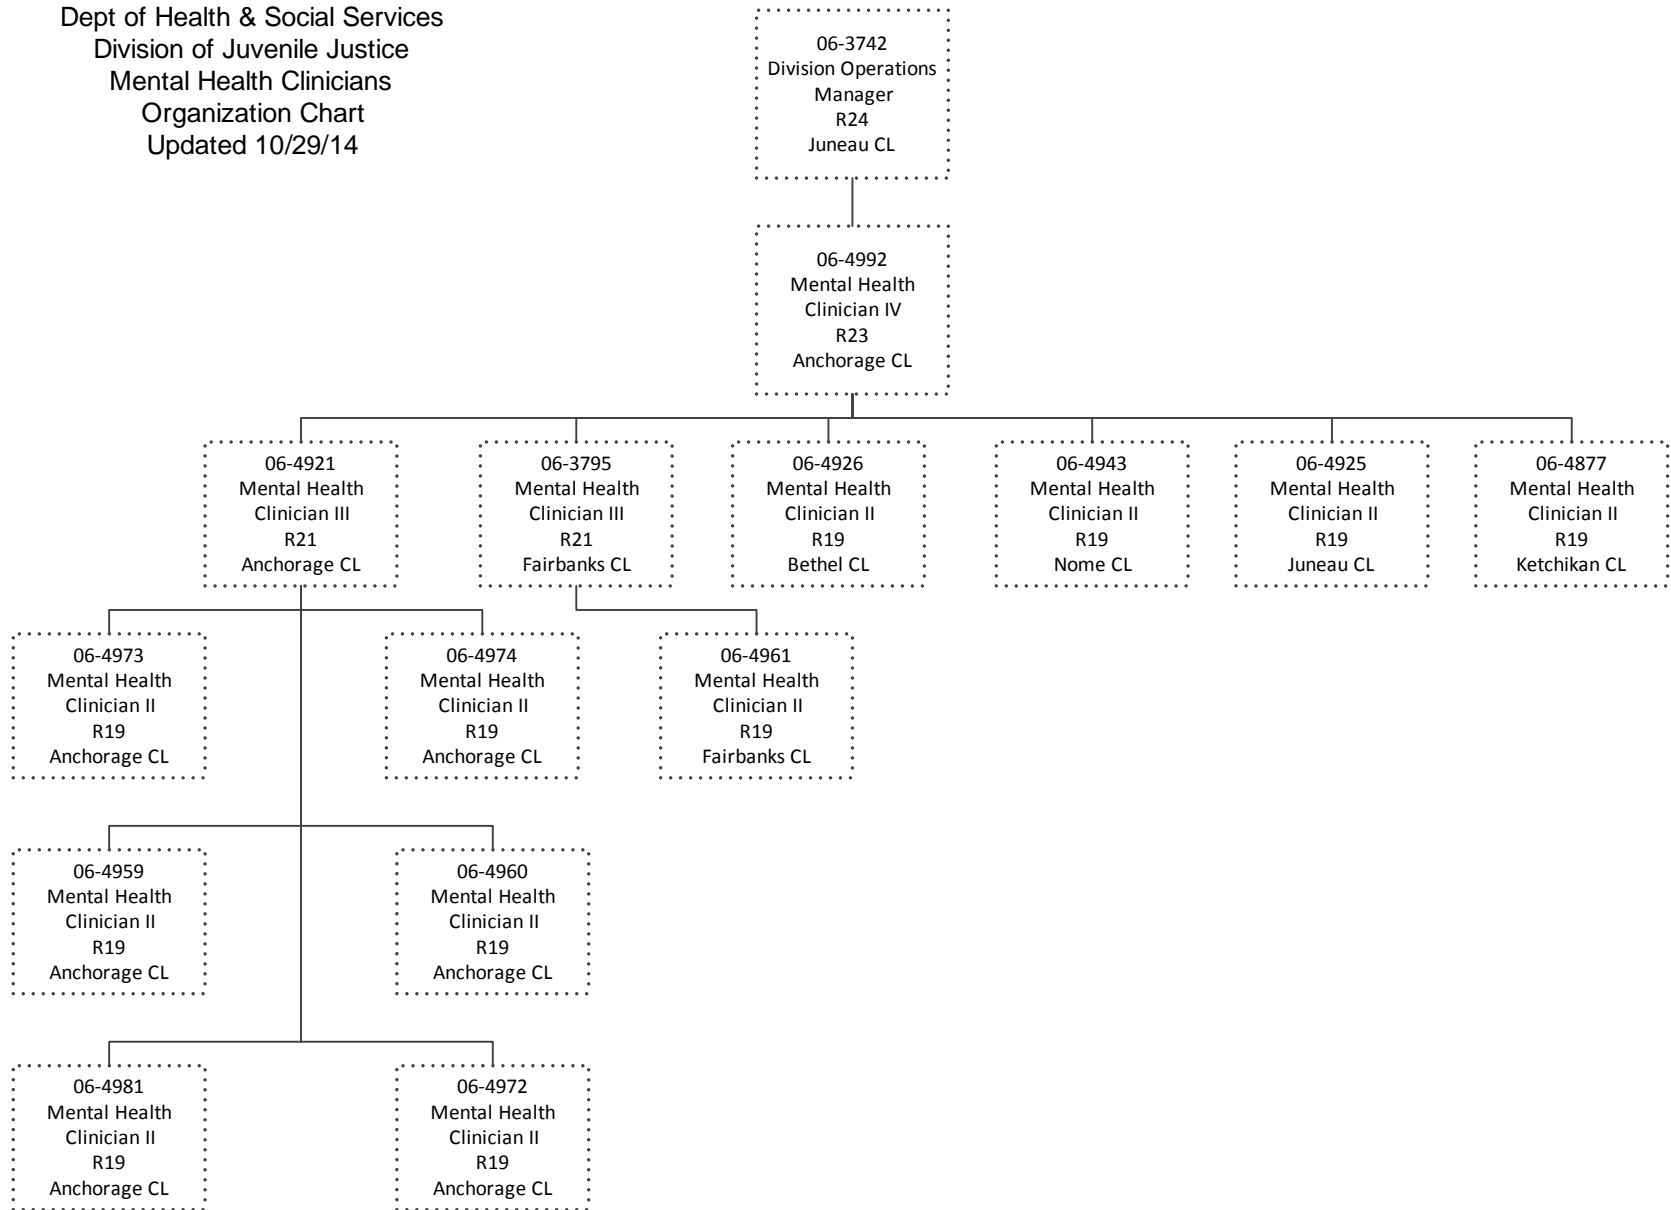 Dept of Health & Social Services
Division of Juvenile Justice
Mental Health Clinicians
Organization Chart
Updated 10/29/14
06-3742
Division Operations
Manager
R24
Juneau CL
06-4992
Mental Health
Clinician IV
R23
Anchorage CL
06-4921
Mental Health
Clinician III
R21
Anchorage CL
06-3795
Mental Health
Clinician III
R21
Fairbanks CL
06-4926
Mental Health
Clinician II
R19
Bethel CL
06-4943
Mental Health
Clinician II
R19
Nome CL
06-4925
Mental Health
Clinician II
R19
Juneau CL
06-4877
Mental Health
Clinician II
R19
Ketchikan CL
06-4973
Mental Health
Clinician II
R19
Anchorage CL
06-4974
Mental Health
Clinician II
R19
Anchorage CL
06-4961
Mental Health
Clinician II
R19
Fairbanks CL
06-4959
Mental Health
Clinician II
R19
Anchorage CL
06-4960
Mental Health
Clinician II
R19
Anchorage CL
06-4981
Mental Health
Clinician II
R19
Anchorage CL
06-4972
Mental Health
Clinician II
R19
Anchorage CL